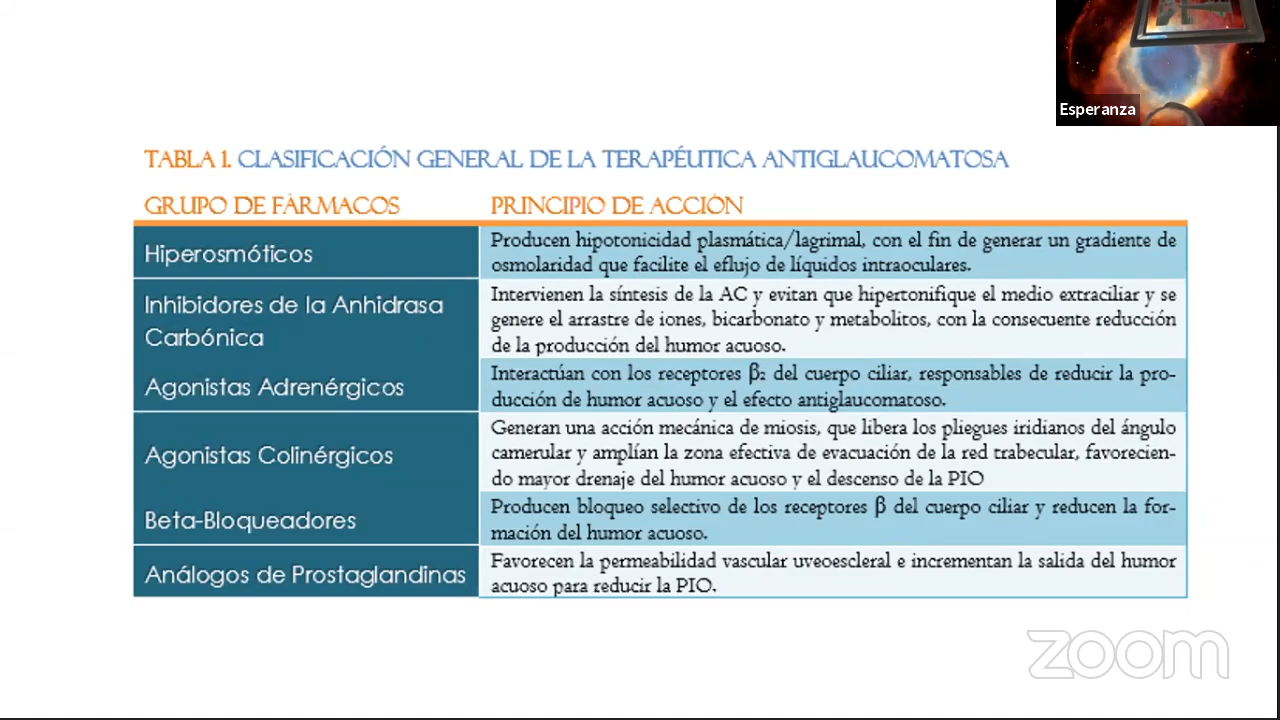 Esperanza
TABLA 1. CLASIFICACIÓN GENERAL DE LA TERAPÉUTICA ANTIGLAUCOMATOSA
GRUPO DE FÀRMACOS PRINCIPIO DE ACCIÓN
Hiperosmóticos
Producen hipotonicidad plasmática/lagrimal, con el fin de generar un gradiente de
osmolaridad que facilite el eflujo de líquidos intraoculares.
Inhibidores de la Anhidrasa
Carbónica
Intervienen la síntesis de la AC y evitan que hipertonifique el medio extraciliar y se
genere el arrastre de iones, bicarbonato y metabolitos, con la consecuente reducción
de la producción del humor acuoso.
Agonistas Adrenérgicos
Interactúan con los receptores β₂ del cuerpo ciliar, responsables de reducir la pro-
ducción de humor acuoso y el efecto antiglaucomatoso.
Agonistas Colinérgicos
Generan una acción mecánica de miosis, que libera los pliegues iridianos del ángulo
camerular y amplían la zona efectiva de evacuación de la red trabecular, favorecien-
do mayor drenaje del humor acuoso y el descenso de la PIO
Beta-Bloqueadores
Producen bloqueo selectivo de los receptores β del cuerpo ciliar y reducen la for-
mación del humor acuoso.
Análogos de Prostaglandinas
Favorecen la permeabilidad vascular uveoescleral e incrementan la salida del humor
acuoso para reducir la PIO.
zoom